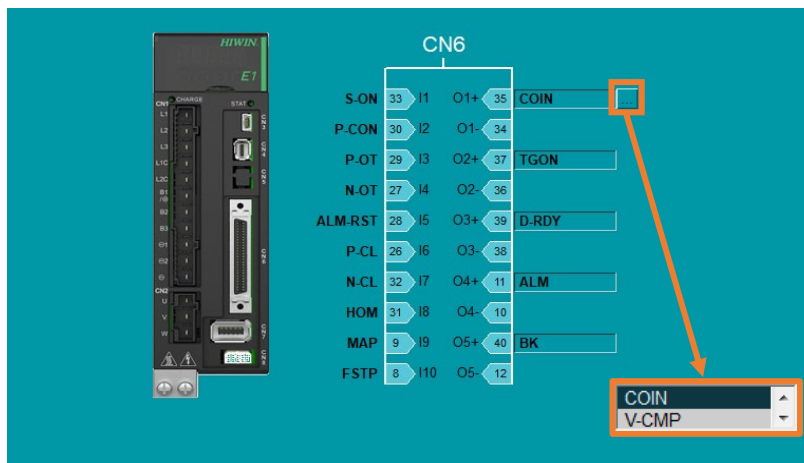 HIWIN
E1
CHARGE
CN1
STAT
L1
L2
L3
L1C
L2C
B1
/⊕
B2
B3
⊖1
⊖2
⊖
CN2
U
V
W
CN6
S-ON 33 I1 O1+ 35 COIN ...
P-CON 30 I2 O1- 34
P-OT 29 I3 O2+ 37 TGON
N-OT 27 I4 O2- 36
ALM-RST 28 I5 O3+ 39 D-RDY
P-CL 26 I6 O3- 38
N-CL 32 I7 O4+ 11 ALM
HOM 31 I8 O4- 10
MAP 9 I9 O5+ 40 BK
FSTP 8 I10 O5- 12
COIN
V-CMP